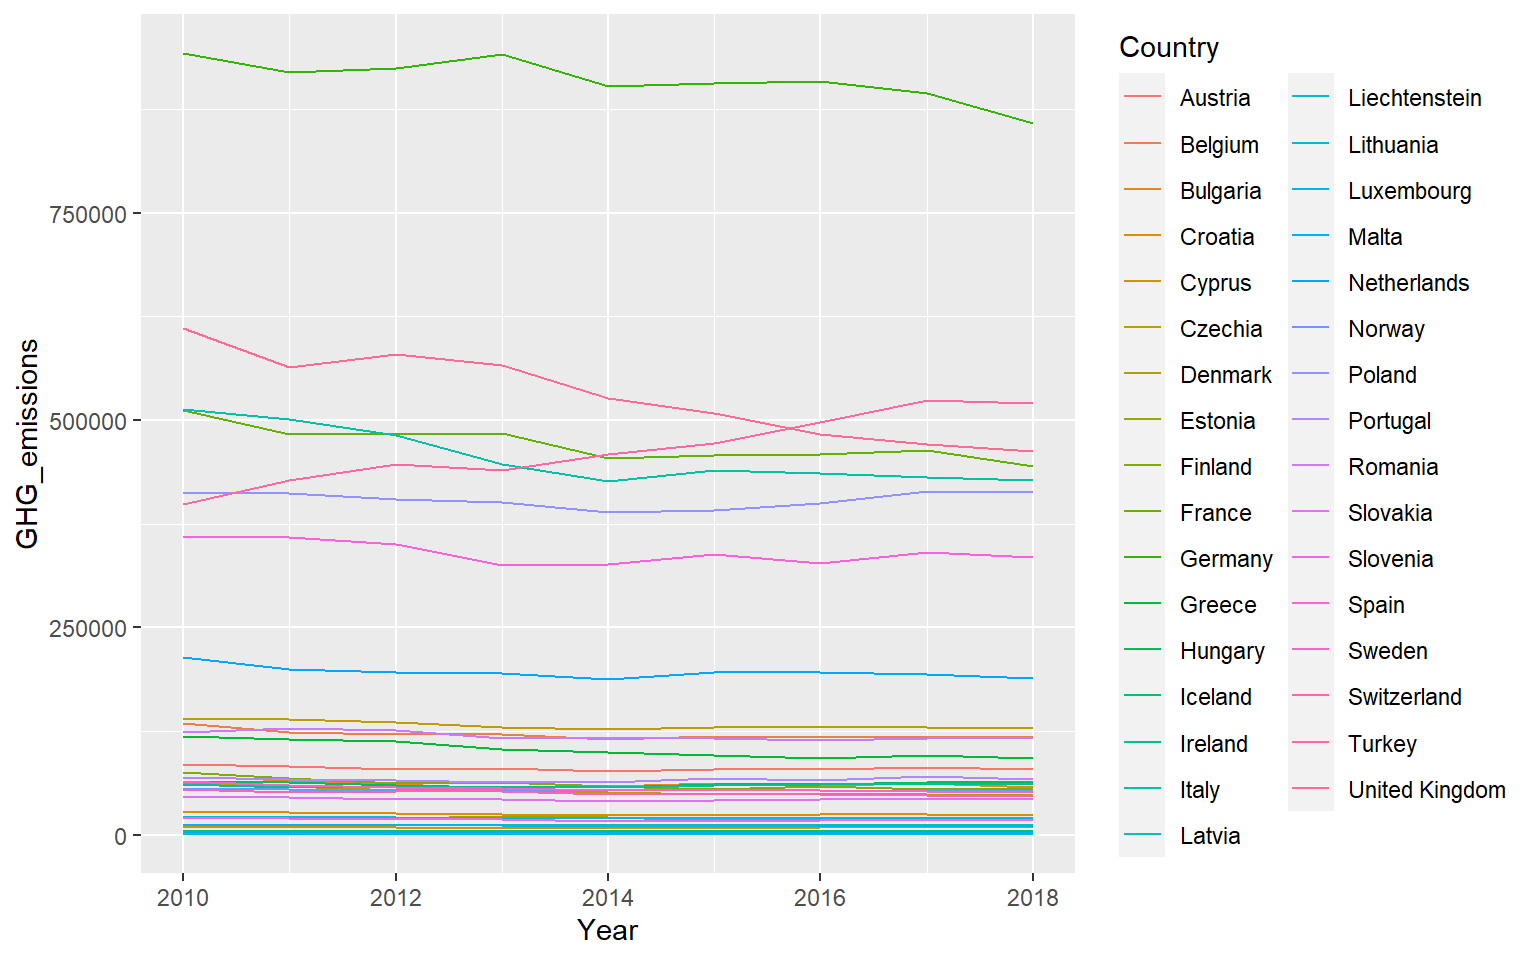 Country
Austria
Belgium
Bulgaria
Croatia
Cyprus
Czechia
Denmark
Estonia
Finland
France
Germany
Greece
Hungary
Iceland
Ireland
Italy
Latvia
Liechtenstein
Lithuania
Luxembourg
Malta
Netherlands
Norway
Poland
Portugal
Romania
Slovakia
Slovenia
Spain
Sweden
Switzerland
Turkey
United Kingdom
GHG_emissions
750000
500000
250000
0
2010
2012
2014
2016
2018
Year